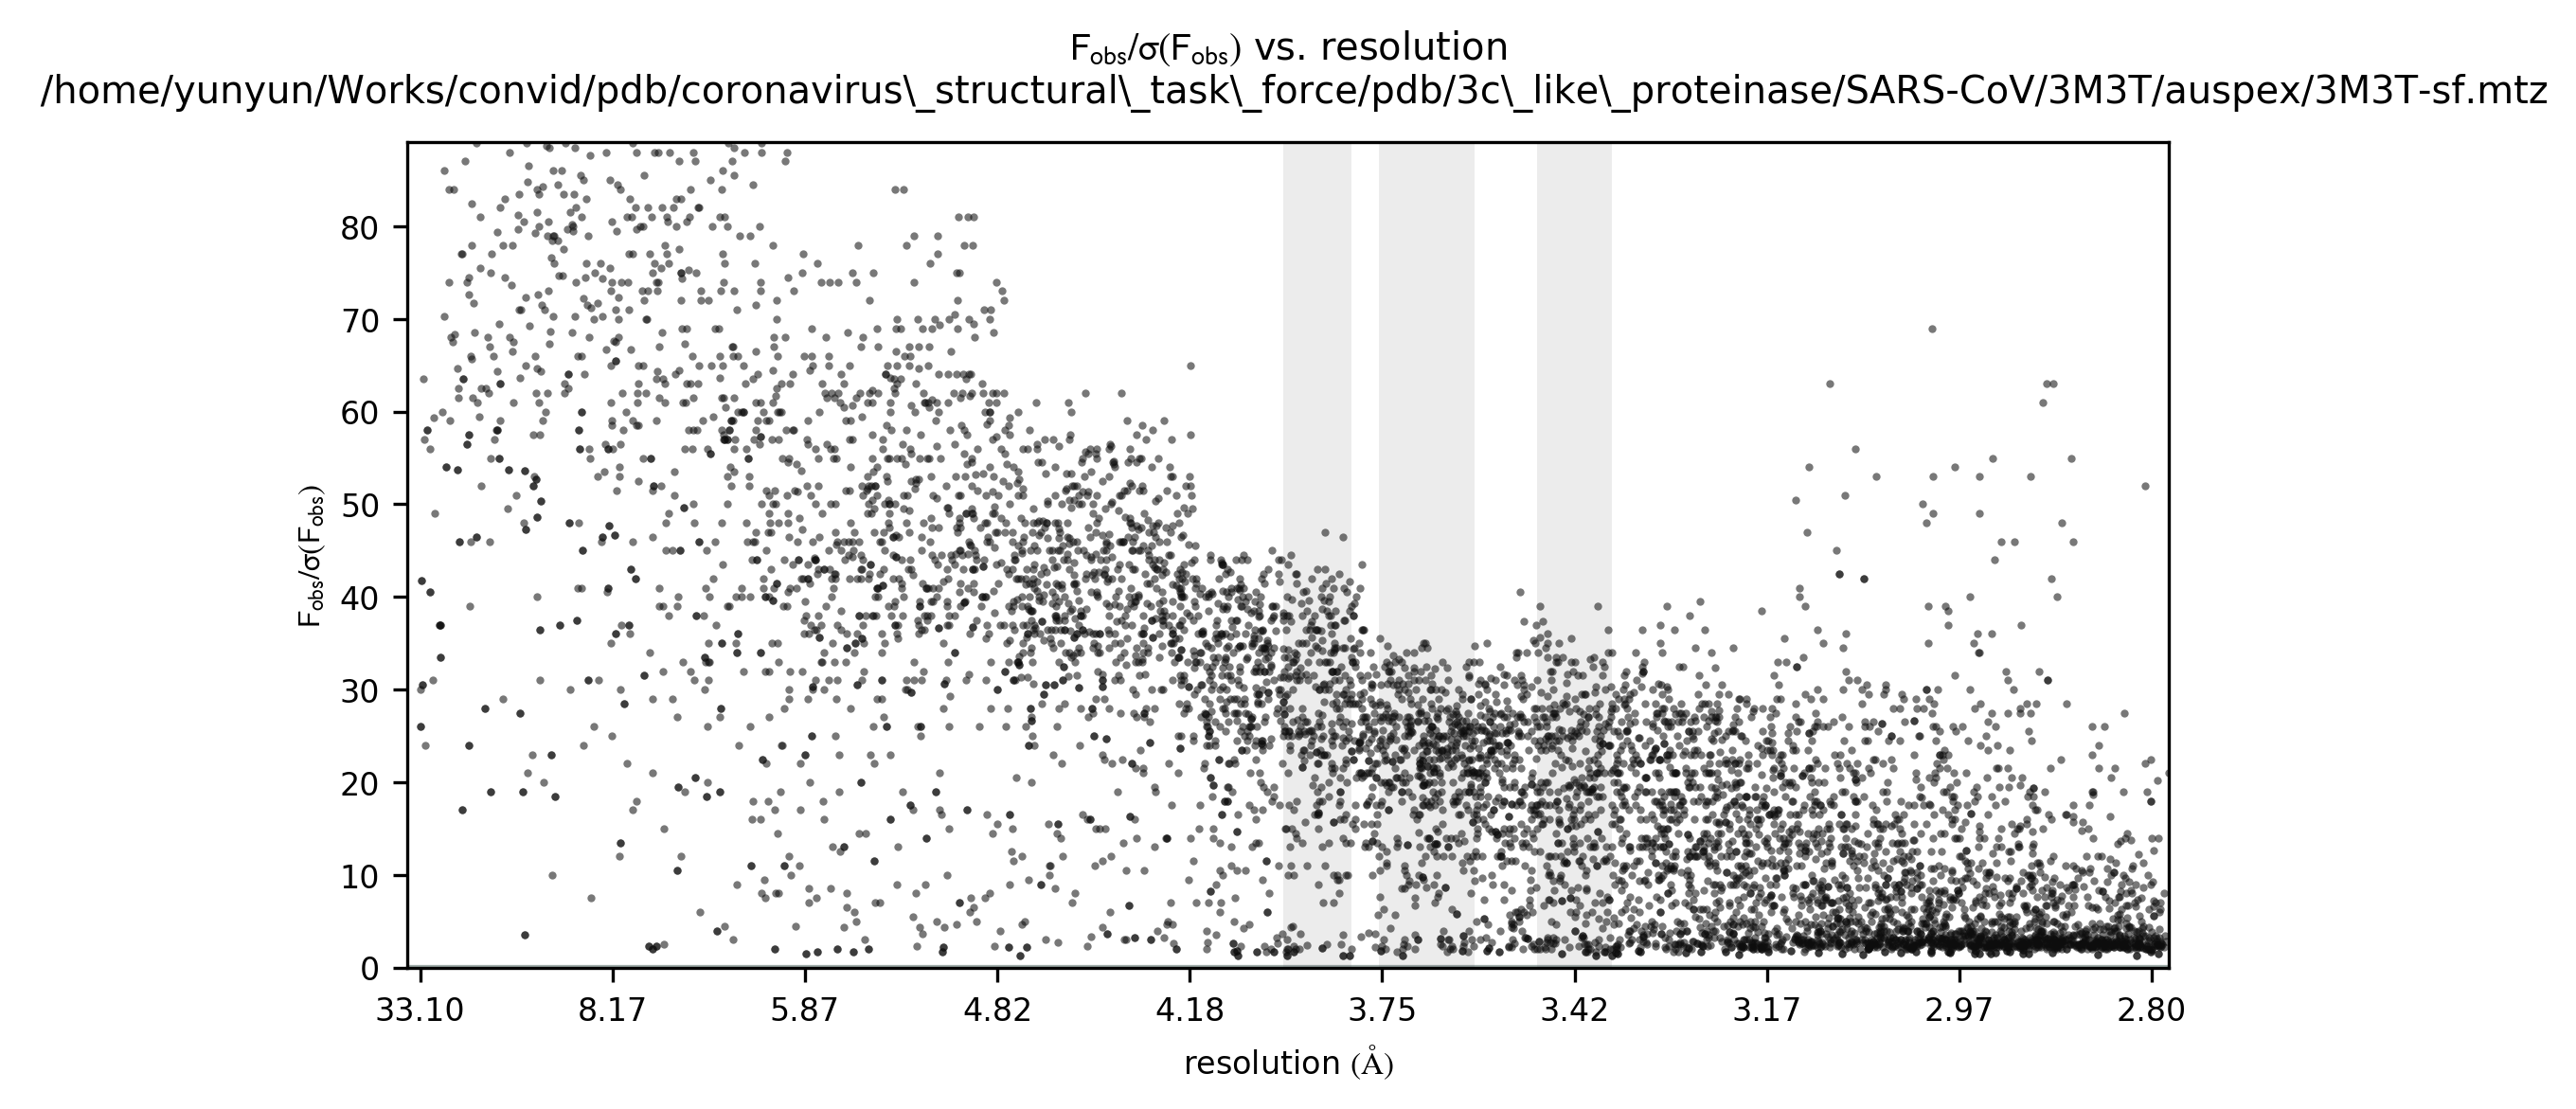 Fobs/σ(Fobs) vs. resolution
/home/yunyun/Works/convid/pdb/coronavirus\_structural\_task\_force/pdb/3c\_like\_proteinase/SARS-CoV/3M3T/auspex/3M3T-sf.mtz
Fobs/σ(Fobs)
80
70
60
50
40
30
20
10
0
33.10 8.17 5.87 4.82 4.18 3.75 3.42 3.17 2.97 2.80
resolution (Å)